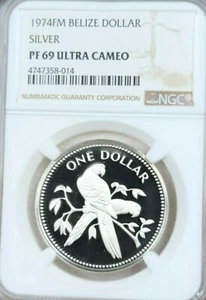 1974FM BELIZE DOLLAR
SILVER
PF 69 ULTRA CAMEO
4747358-014
NUMISMATIC GUARANTY CORPORATION
NGC
ONE DOLLAR